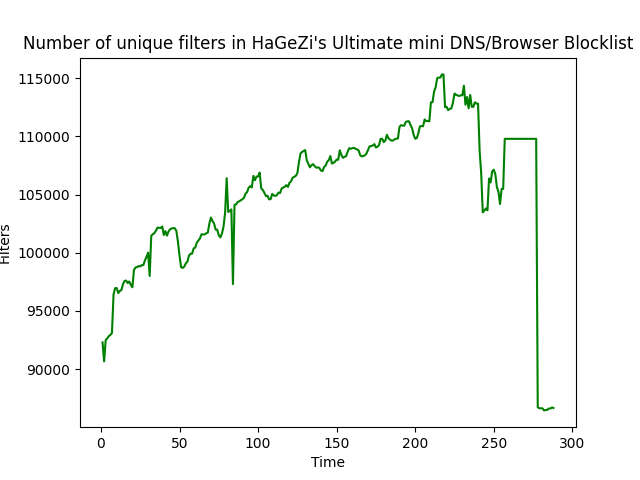 Number of unique filters in HaGeZi's Ultimate mini DNS/Browser Blocklist
115000
110000
105000
100000
95000
90000
Filters
0 50 100 150 200 250 300
Time